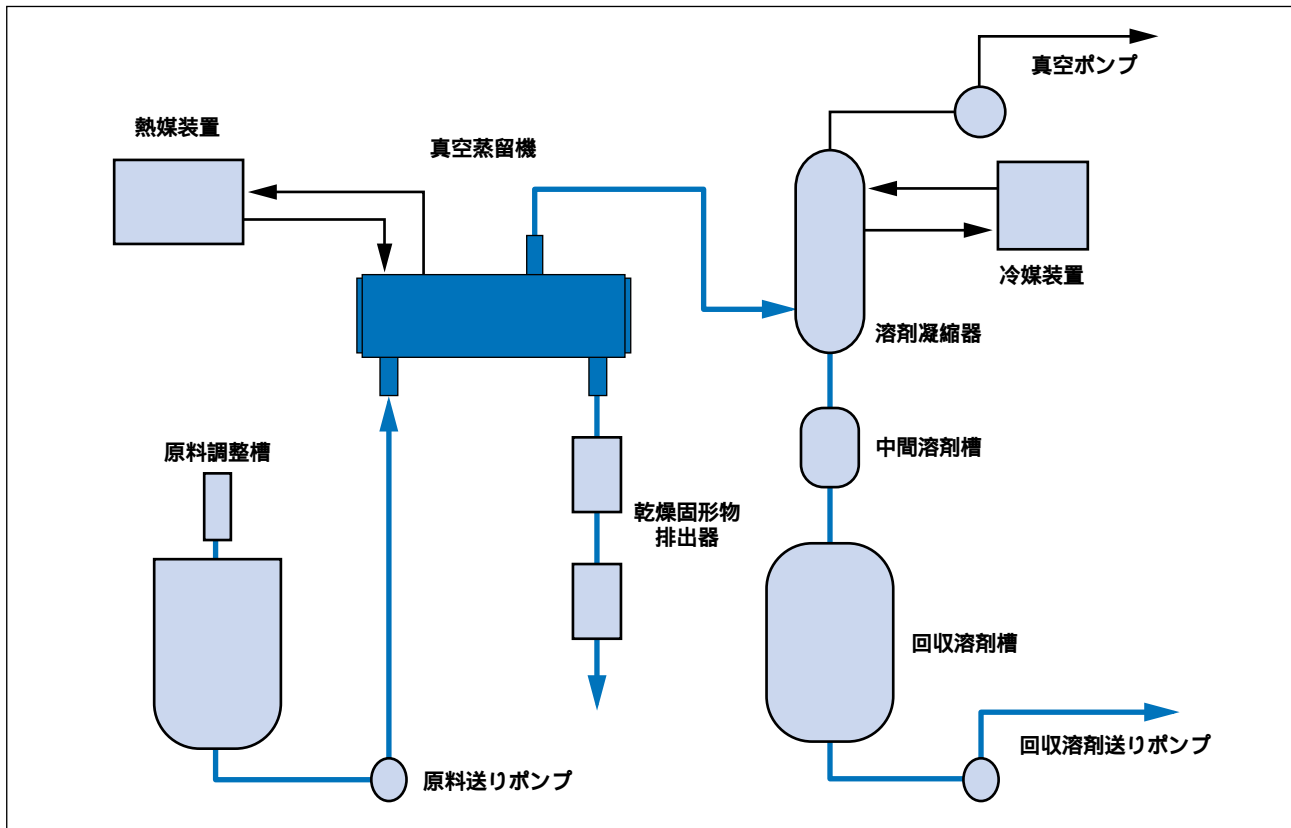 真空ポンプ
熱媒装置
真空蒸留機
冷媒装置
溶剤凝縮器
中間溶剤槽
原料調整槽
乾燥固形物
排出器
回収溶剤槽
回収溶剤送りポンプ
原料送りポンプ